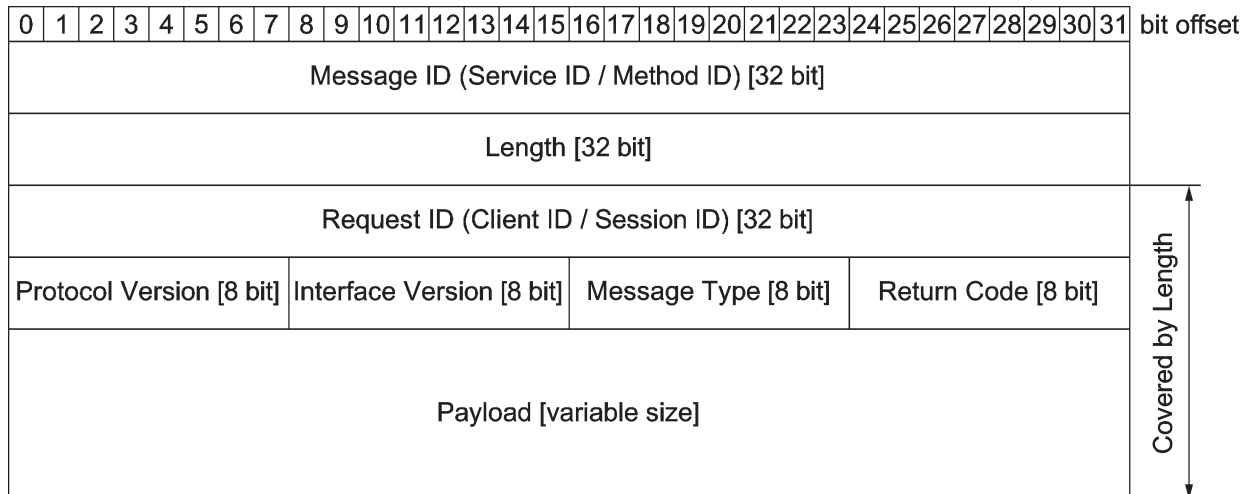 0 1 2 3 4 5 6 7 8 9 10 11 12 13 14 15 16 17 18 19 20 21 22 23 24 25 26 27 28 29 30 31 bit offset
Message ID (Service ID / Method ID) [32 bit]
Length [32 bit]
Request ID (Client ID / Session ID) [32 bit]
Protocol Version [8 bit] Interface Version [8 bit] Message Type [8 bit] Return Code [8 bit]
Payload [variable size]
Covered by Length